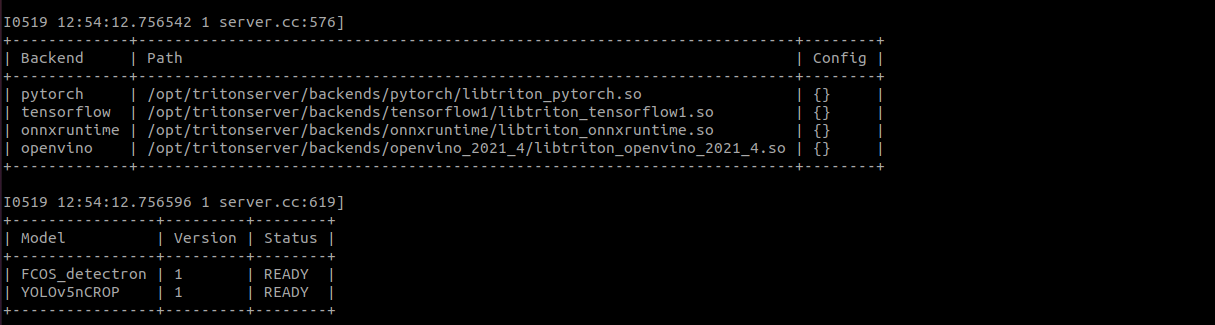 I0519 12:54:12.756542 1 server.cc:576]
+-------------+-------------------------------------------------------------------------+--------+
| Backend     | Path                                                                    | Config |
+-------------+-------------------------------------------------------------------------+--------+
| pytorch     | /opt/tritonserver/backends/pytorch/libtriton_pytorch.so                 | {}     |
| tensorflow  | /opt/tritonserver/backends/tensorflow1/libtriton_tensorflow1.so         | {}     |
| onnxruntime | /opt/tritonserver/backends/onnxruntime/libtriton_onnxruntime.so         | {}     |
| openvino    | /opt/tritonserver/backends/openvino_2021_4/libtriton_openvino_2021_4.so | {}     |
+-------------+-------------------------------------------------------------------------+--------+
I0519 12:54:12.756596 1 server.cc:619]
+----------------+---------+--------+
| Model          | Version | Status |
+----------------+---------+--------+
| FCOS_detectron | 1       | READY  |
| YOLOv5nCROP    | 1       | READY  |
+----------------+---------+--------+